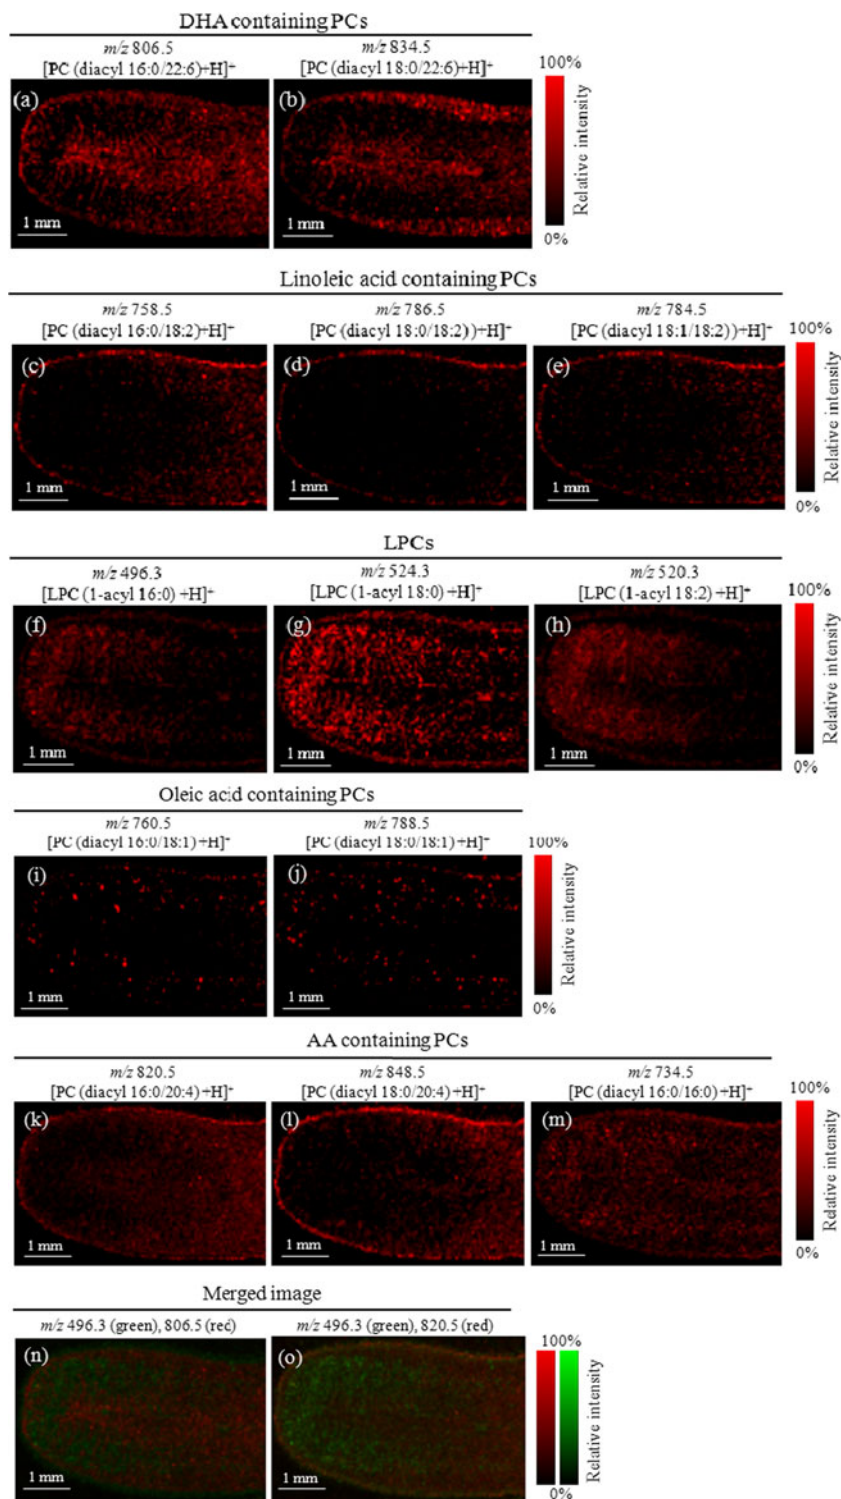 DHA containing PCs
m/z 806.5 m/z 834.5
[PC (diacyl 16:0/22:6)+H]⁺ [PC (diacyl 18:0/22:6)+H]⁺
100%
(a) (b)
Relative intensity
1 mm 1 mm
0%
Linoleic acid containing PCs
m/z 758.5 m/z 786.5 m/z 784.5
[PC (diacyl 16:0/18:2)+H]⁺ [PC (diacyl 18:0/18:2))+H]⁺ [PC (diacyl 18:1/18:2))+H]⁺
100%
(c) (d) (e)
Relative intensity
1 mm 1 mm 1 mm
0%
LPCs
m/z 496.3 m/z 524.3 m/z 520.3
[LPC (1-acyl 16:0) +H]⁺ [LPC (1-acyl 18:0) +H]⁺ [LPC (1-acyl 18:2) +H]⁺
100%
(f) (g) (h)
Relative intensity
1 mm 1 mm 1 mm
0%
Oleic acid containing PCs
m/z 760.5 m/z 788.5
[PC (diacyl 16:0/18:1)+H]⁺ [PC (diacyl 18:0/18:1)+H]⁺
100%
(i) (j)
Relative intensity
1 mm 1 mm
0%
AA containing PCs
m/z 820.5 m/z 848.5 m/z 734.5
[PC (diacyl 16:0/20:4)+H]⁺ [PC (diacyl 18:0/20:4)+H]⁺ [PC (diacyl 16:0/16:0)+H]⁺
100%
(k) (l) (m)
Relative intensity
1 mm 1 mm 1 mm
0%
Merged image
m/z 496.3 (green), 806.5 (red) m/z 496.3 (green), 820.5 (red)
100%
(n) (o)
Relative intensity
1 mm 1 mm
0%